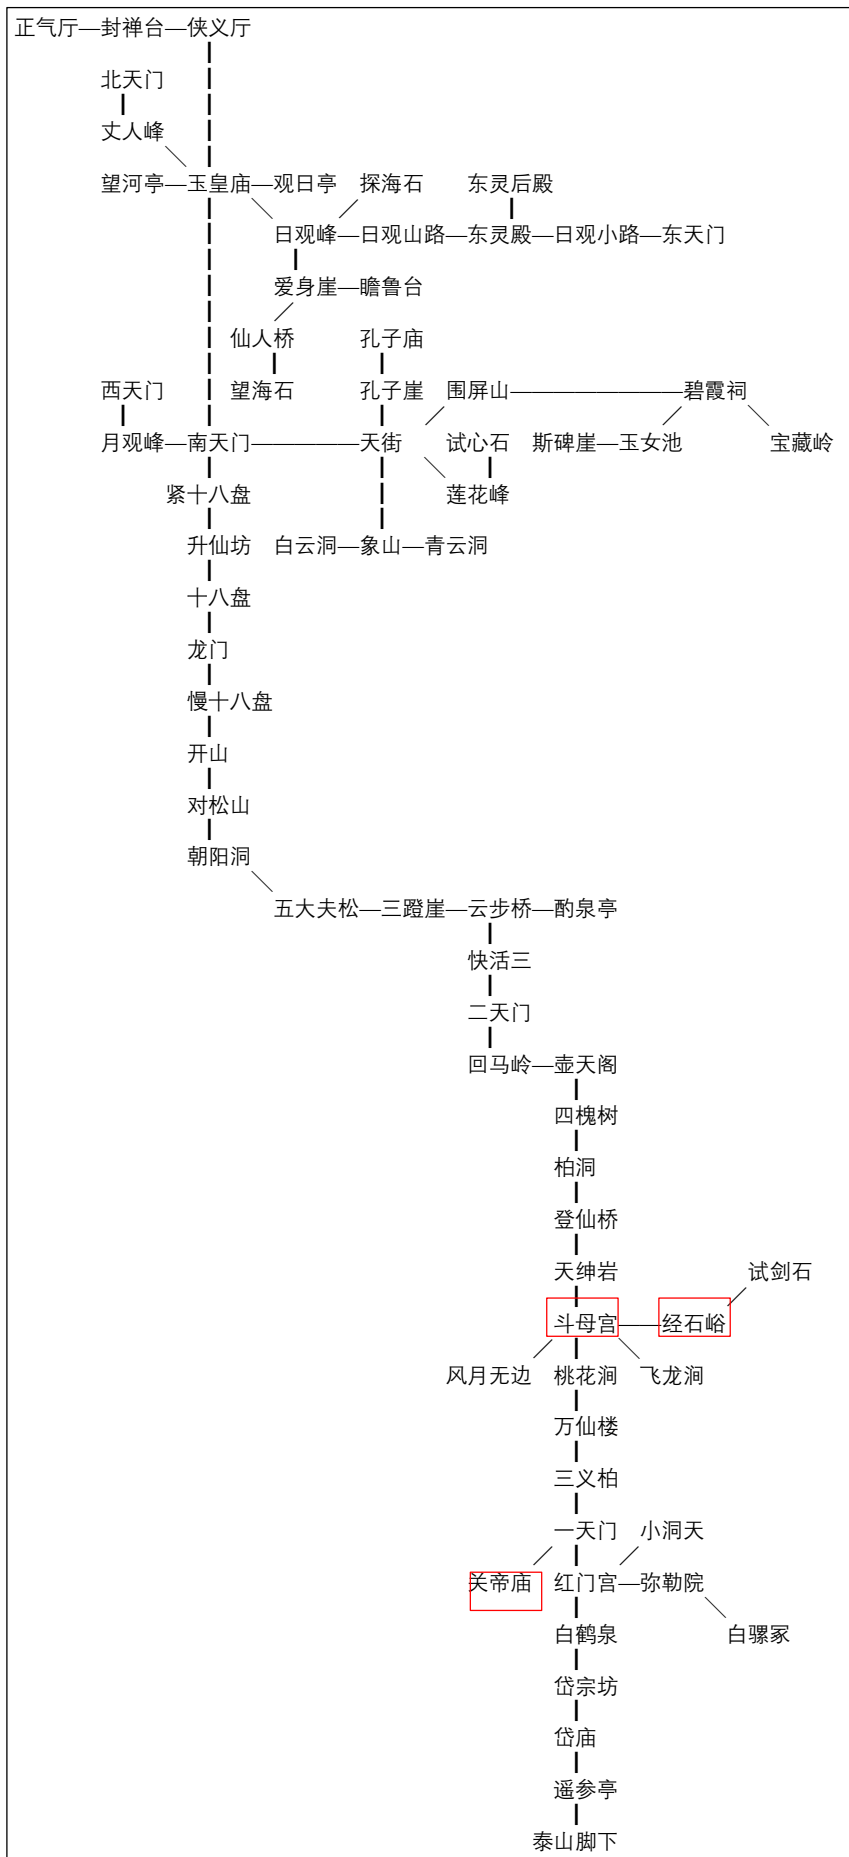 正气厅—封禅台—侠义厅
北天门
丈人峰
望河亭—玉皇庙—观日亭 探海石 东灵后殿
日观峰—日观山路—东灵殿—日观小路—东天门
爱身崖—瞻鲁台
仙人桥 孔子庙
西天门 望海石 孔子崖 围屏山————————碧霞祠
月观峰—南天门—————天街 试心石 斯碑崖—玉女池 宝藏岭
紧十八盘 莲花峰
升仙坊 白云洞—象山—青云洞
十八盘
龙门
慢十八盘
开山
对松山
朝阳洞
五大夫松—三蹬崖—云步桥—酌泉亭
快活三
二天门
回马岭—壶天阁
四槐树
柏洞
登仙桥
天绅岩 试剑石
斗母宫——经石峪
风月无边 桃花涧 飞龙涧
万仙楼
三义柏
一天门 小洞天
关帝庙 红门宫—弥勒院
白鹤泉 白骡冢
岱宗坊
岱庙
遥参亭
泰山脚下